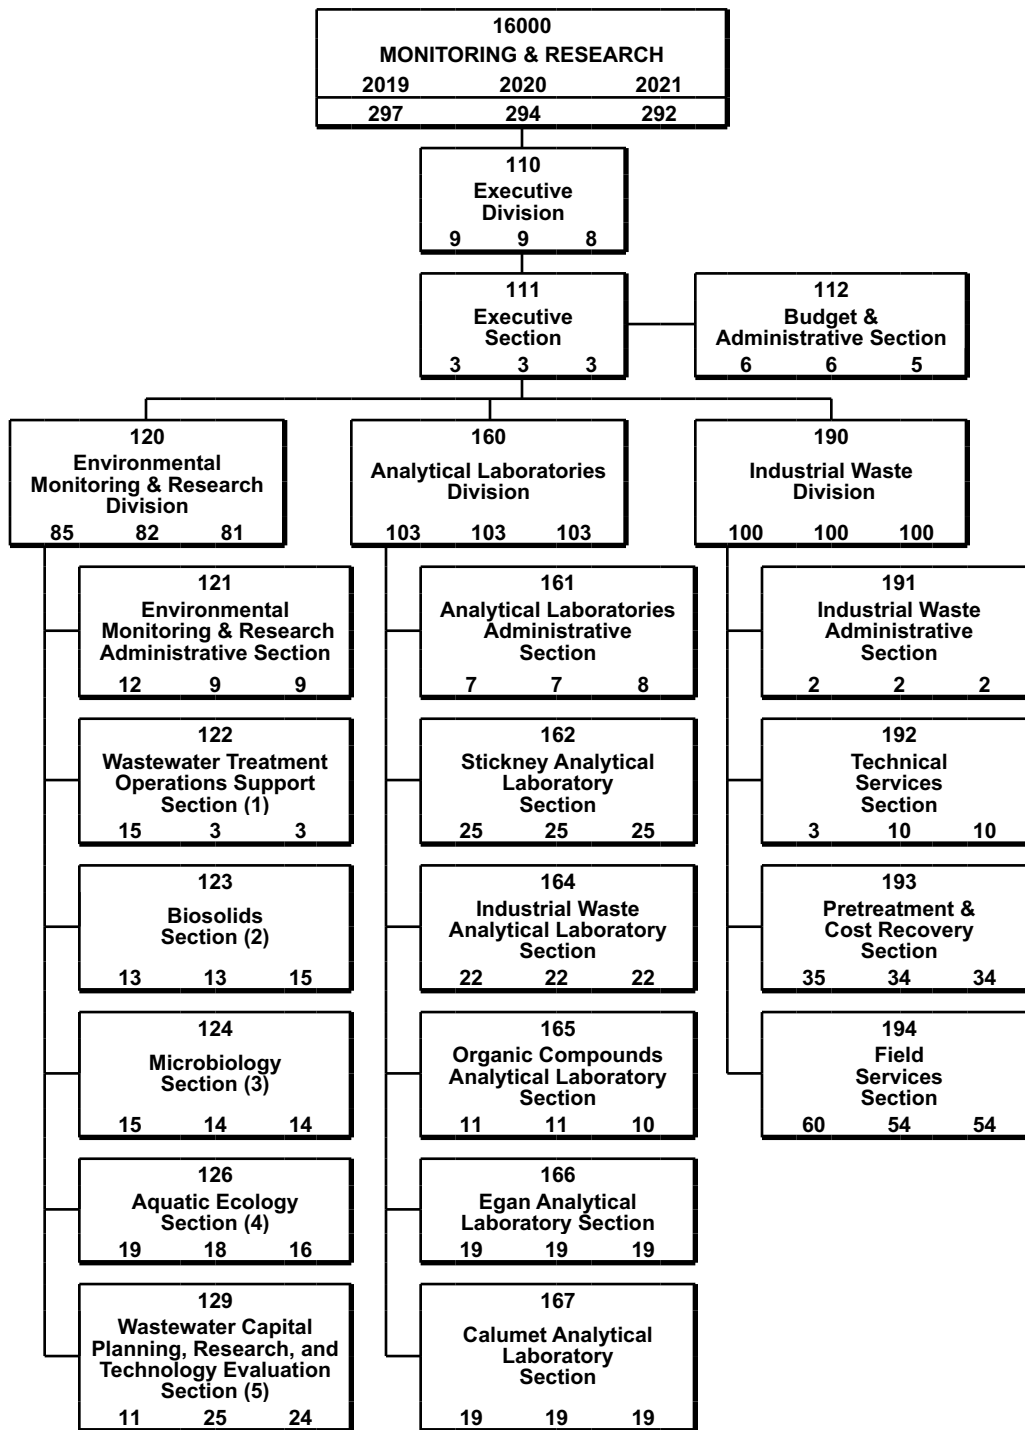 16000
MONITORING & RESEARCH
2019 2020 2021
297 294 292
110
Executive
Division
9 9 8
111
Executive
Section
3 3 3
112
Budget &
Administrative Section
6 6 5
120
Environmental
Monitoring & Research
Division
85 82 81
160
Analytical Laboratories
Division
103 103 103
190
Industrial Waste
Division
100 100 100
121
Environmental
Monitoring & Research
Administrative Section
12 9 9
161
Analytical Laboratories
Administrative
Section
7 7 8
191
Industrial Waste
Administrative
Section
2 2 2
122
Wastewater Treatment
Operations Support
Section (1)
15 3 3
162
Stickney Analytical
Laboratory
Section
25 25 25
192
Technical
Services
Section
3 10 10
123
Biosolids
Section (2)
13 13 15
164
Industrial Waste
Analytical Laboratory
Section
22 22 22
193
Pretreatment &
Cost Recovery
Section
35 34 34
124
Microbiology
Section (3)
15 14 14
165
Organic Compounds
Analytical Laboratory
Section
11 11 10
194
Field
Services
Section
60 54 54
126
Aquatic Ecology
Section (4)
19 18 16
166
Egan Analytical
Laboratory Section
19 19 19
129
Wastewater Capital
Planning, Research, and
Technology Evaluation
Section (5)
11 25 24
167
Calumet Analytical
Laboratory
Section
19 19 19